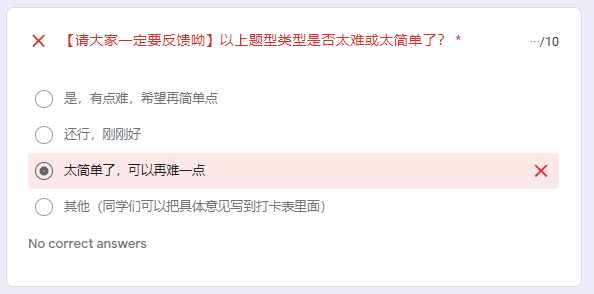 【请大家一定要反馈呦】以上题型类型是否太难或太简单了？ * ···/10
是，有点难，希望再简单点
还行，刚刚好
太简单了，可以再难一点
其他（同学们可以把具体意见写到打卡表里面）
No correct answers